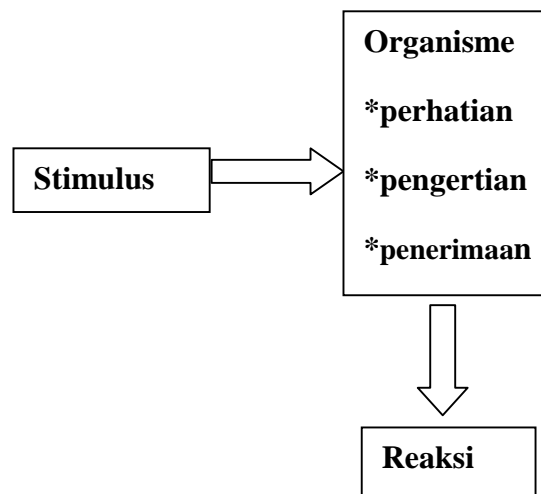 Stimulus
Organisme
*perhatian
*pengertian
*penerimaan
Reaksi